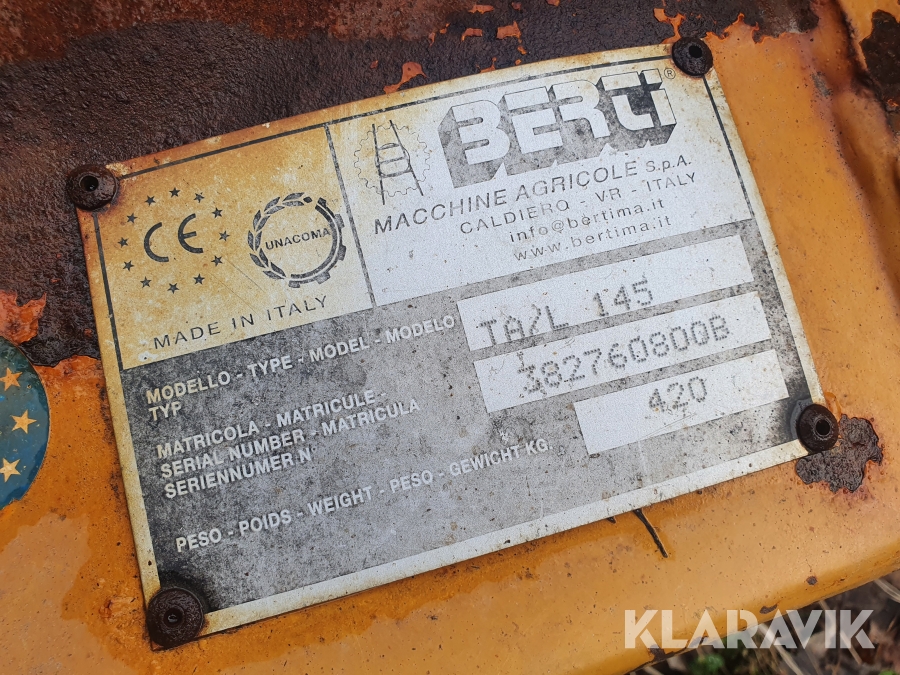 BERTI®
MACCHINE AGRICOLE S.p.A.
CALDIERO - VR - ITALY
info@bertima.it
www.bertima.it
CE
UNACOMA
MADE IN ITALY
MODELLO - TYPE - MODEL - MODELO
TYP
TA/L 145
MATRICOLA - MATRICULE -
SERIAL NUMBER - MATRICULA
SERIENNUMER N°
382760800B
PESO - POIDS - WEIGHT - PESO - GEWICHT KG.
420
KLARAVIK